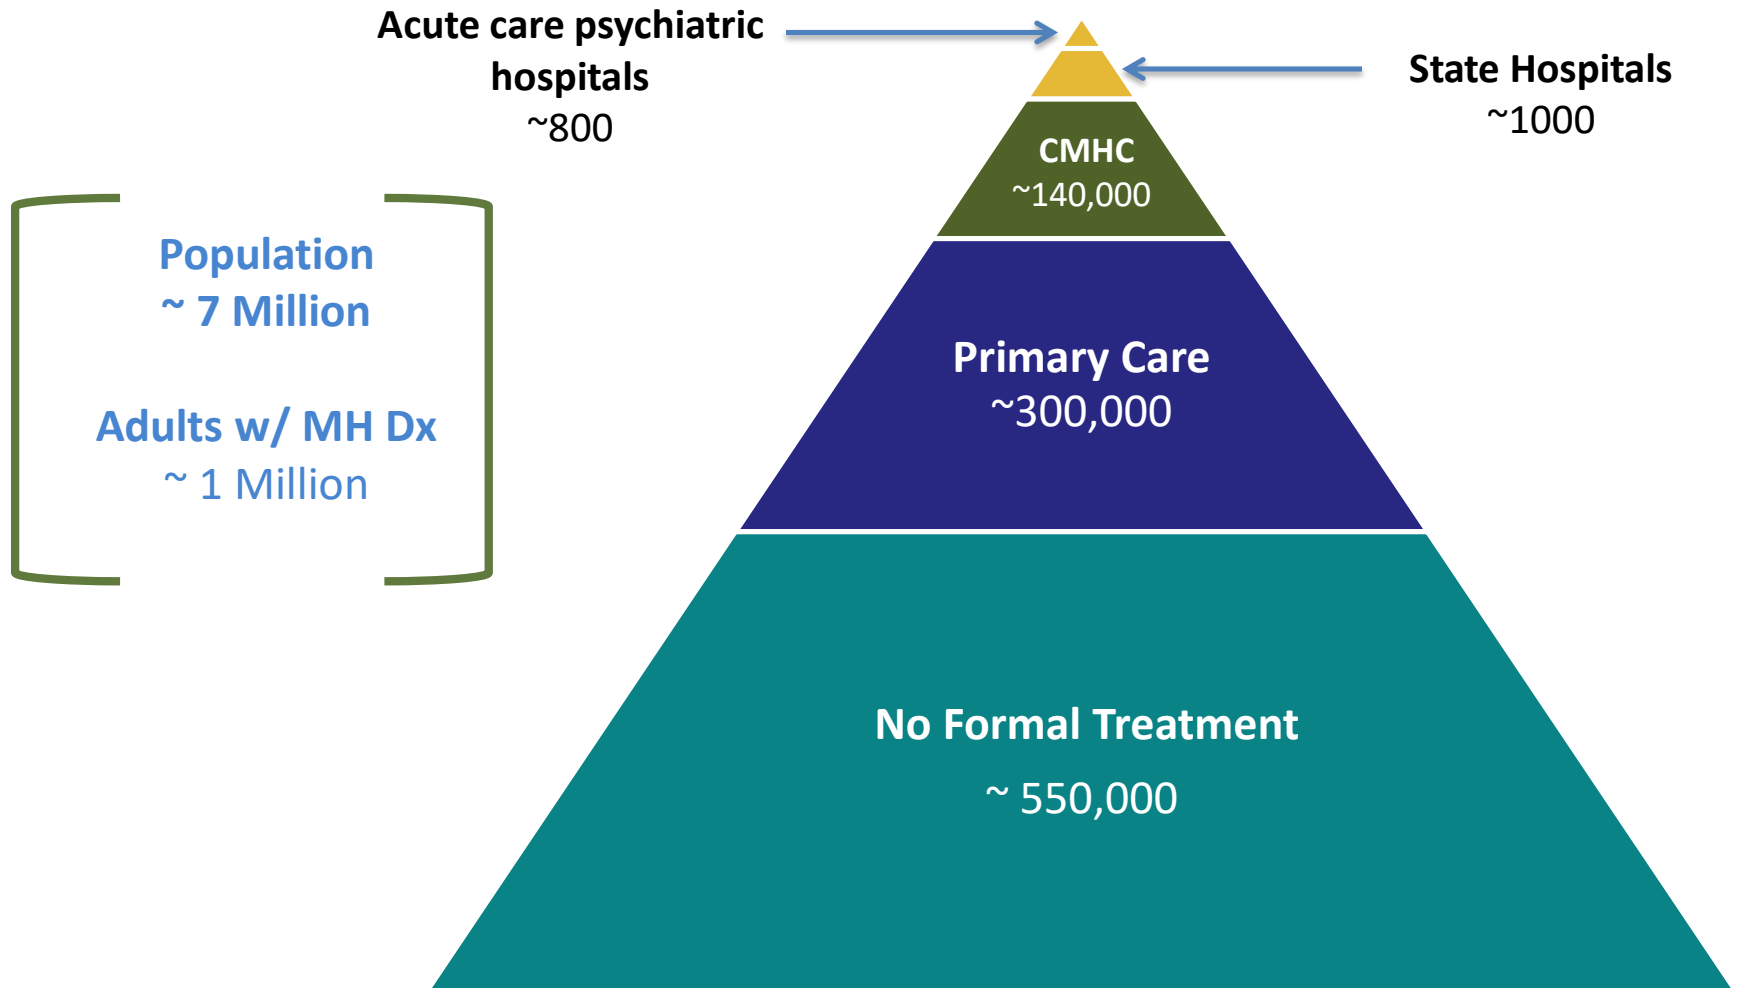 Acute care psychiatric
hospitals
~800
State Hospitals
~1000
CMHC
~140,000
Population
~ 7 Million
Adults w/ MH Dx
~ 1 Million
Primary Care
~300,000
No Formal Treatment
~ 550,000